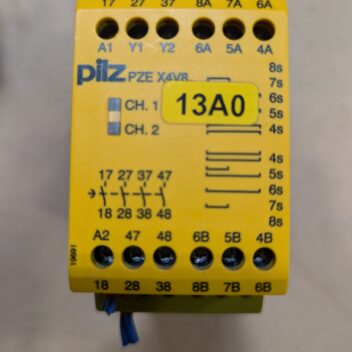 17 27 37 8A 7A 6A
A1 Y1 Y2 6A 5A 4A
pilz PZE X4V8
8s
7s
6s
5s
4s
CH. 1
CH. 2
13A0
17 27 37 47
18 28 38 48
4s
5s
6s
7s
8s
A2 47 48 6B 5B 4B
18 28 38 8B 7B 6B
19691